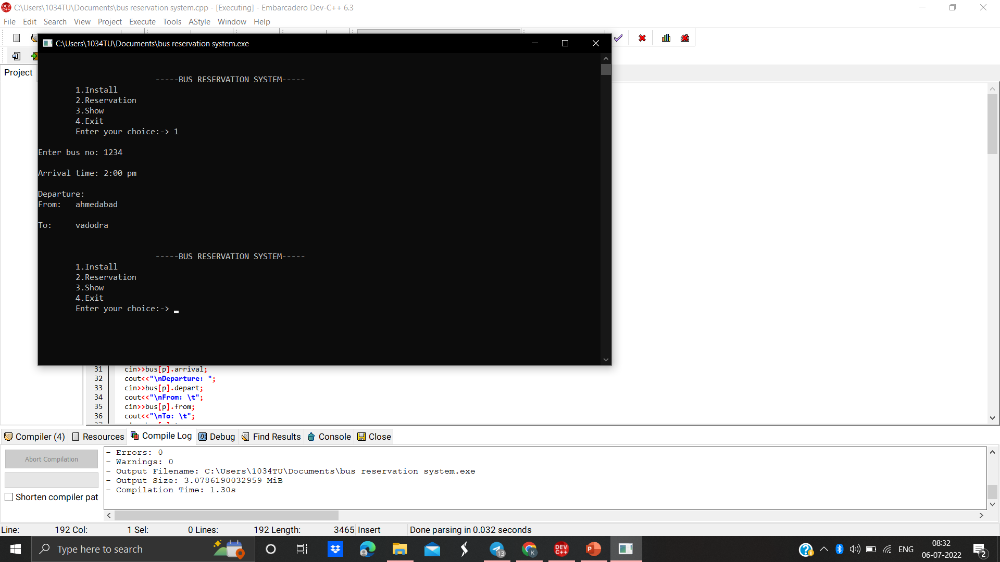 C:\Users\1034TU\Documents\bus reservation system.cpp - [Executing] - Embarcadero Dev-C++ 6.3
File Edit Search View Project Execute Tools AStyle Window Help
C:\Users\1034TU\Documents\bus reservation system.exe
Project
-----BUS RESERVATION SYSTEM-----
1.Install
2.Reservation
3.Show
4.Exit
Enter your choice:-> 1
Enter bus no: 1234
Arrival time: 2:00 pm
Departure:
From: ahmedabad
To: vadodra
-----BUS RESERVATION SYSTEM-----
1.Install
2.Reservation
3.Show
4.Exit
Enter your choice:->
31 cin>>bus[p].arrival;
32 cout<<"\nDeparture: ";
33 cin>>bus[p].depart;
34 cout<<"\nFrom: \t";
35 cin>>bus[p].from;
36 cout<<"\nTo: \t";
Compiler (4) Resources Compile Log Debug Find Results Console Close
Abort Compilation
Shorten compiler pat
- Errors: 0
- Warnings: 0
- Output Filename: C:\Users\1034TU\Documents\bus reservation system.exe
- Output Size: 3.0786190032959 MiB
- Compilation Time: 1.30s
Line: 192 Col: 1 Sel: 0 Lines: 192 Length: 3465 Insert Done parsing in 0.032 seconds
Type here to search
13
K
DEV C++
P
ENG
08:32
06-07-2022
2